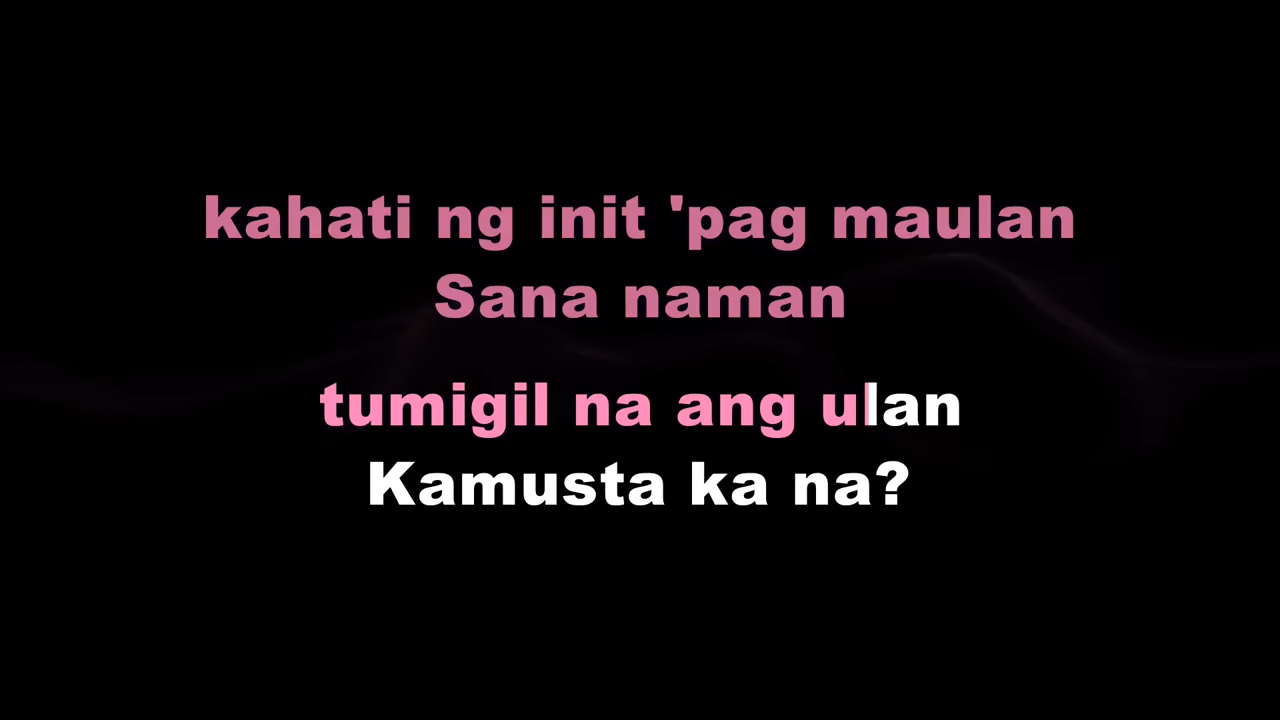 kahati ng init 'pag maulan
Sana naman
tumigil na ang ulan
Kamusta ka na?